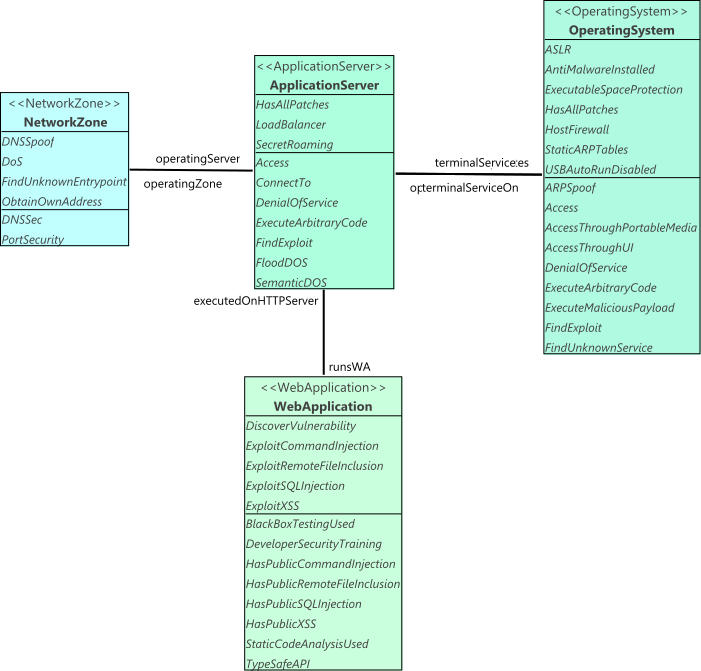 <<NetworkZone>>
NetworkZone
DNSSpoof
DoS
FindUnknownEntrypoint
ObtainOwnAddress
DNSSec
PortSecurity
operatingServer
operatingZone
<<ApplicationServer>>
ApplicationServer
HasAllPatches
LoadBalancer
SecretRoaming
Access
ConnectTo
DenialOfService
ExecuteArbitraryCode
FindExploit
FloodDOS
SemanticDOS
terminalServices
terminalServiceOn
<<OperatingSystem>>
OperatingSystem
ASLR
AntiMalwareInstalled
ExecutableSpaceProtection
HasAllPatches
HostFirewall
StaticARPTables
USBAutoRunDisabled
ARPSpoof
Access
AccessThroughPortableMedia
AccessThroughUI
DenialOfService
ExecuteArbitraryCode
ExecuteMaliciousPayload
FindExploit
FindUnknownService
executedOnHTTPServer
runsWA
<<WebApplication>>
WebApplication
DiscoverVulnerability
ExploitCommandInjection
ExploitRemoteFileInclusion
ExploitSQLInjection
ExploitXSS
BlackBoxTestingUsed
DeveloperSecurityTraining
HasPublicCommandInjection
HasPublicRemoteFileInclusion
HasPublicSQLInjection
HasPublicXSS
StaticCodeAnalysisUsed
TypeSafeAPI